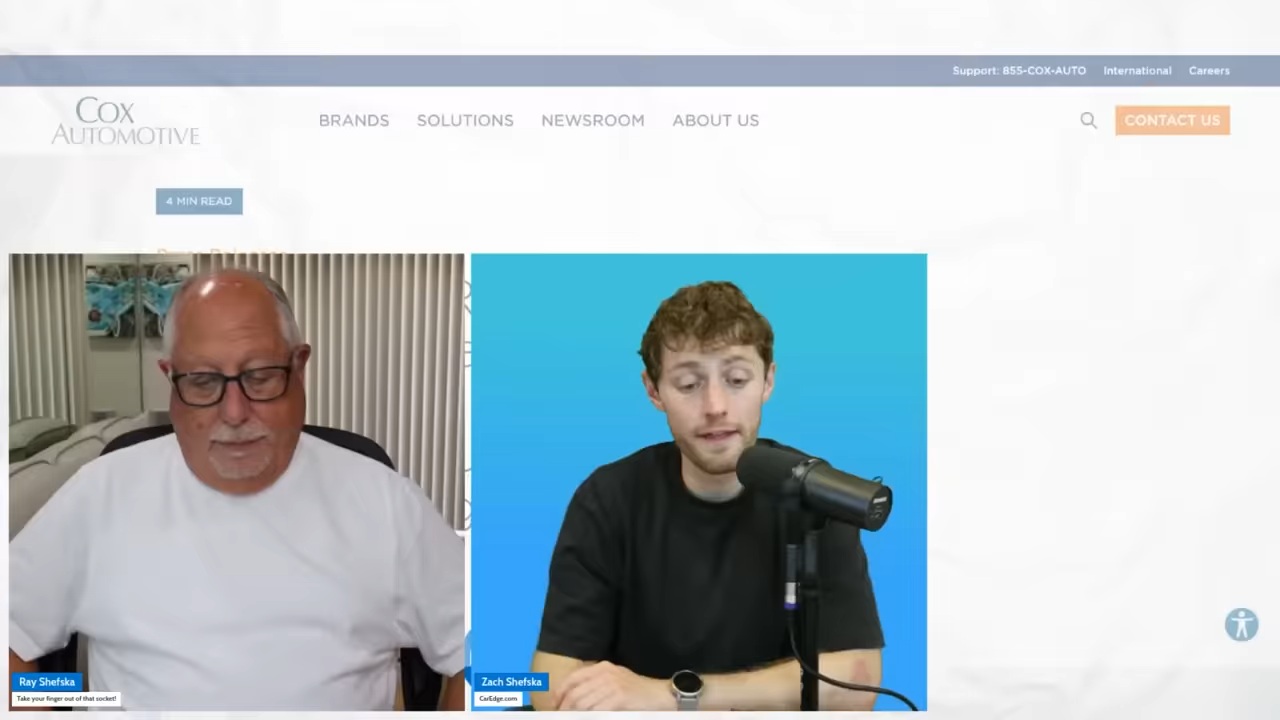 Support: 855-COX-AUTO International Careers
COX
AUTOMOTIVE
BRANDS SOLUTIONS NEWSROOM ABOUT US
CONTACT US
4 MIN READ
Ray Shefska
Take your finger out of that socket!
Zach Shefska
CarEdge.com